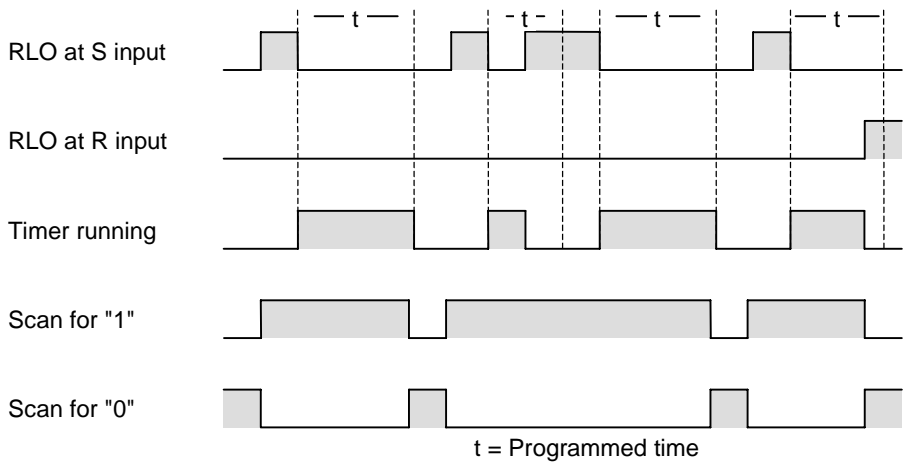 t t t t
RLO at S input
RLO at R input
Timer running
Scan for "1"
Scan for "0"
t = Programmed time